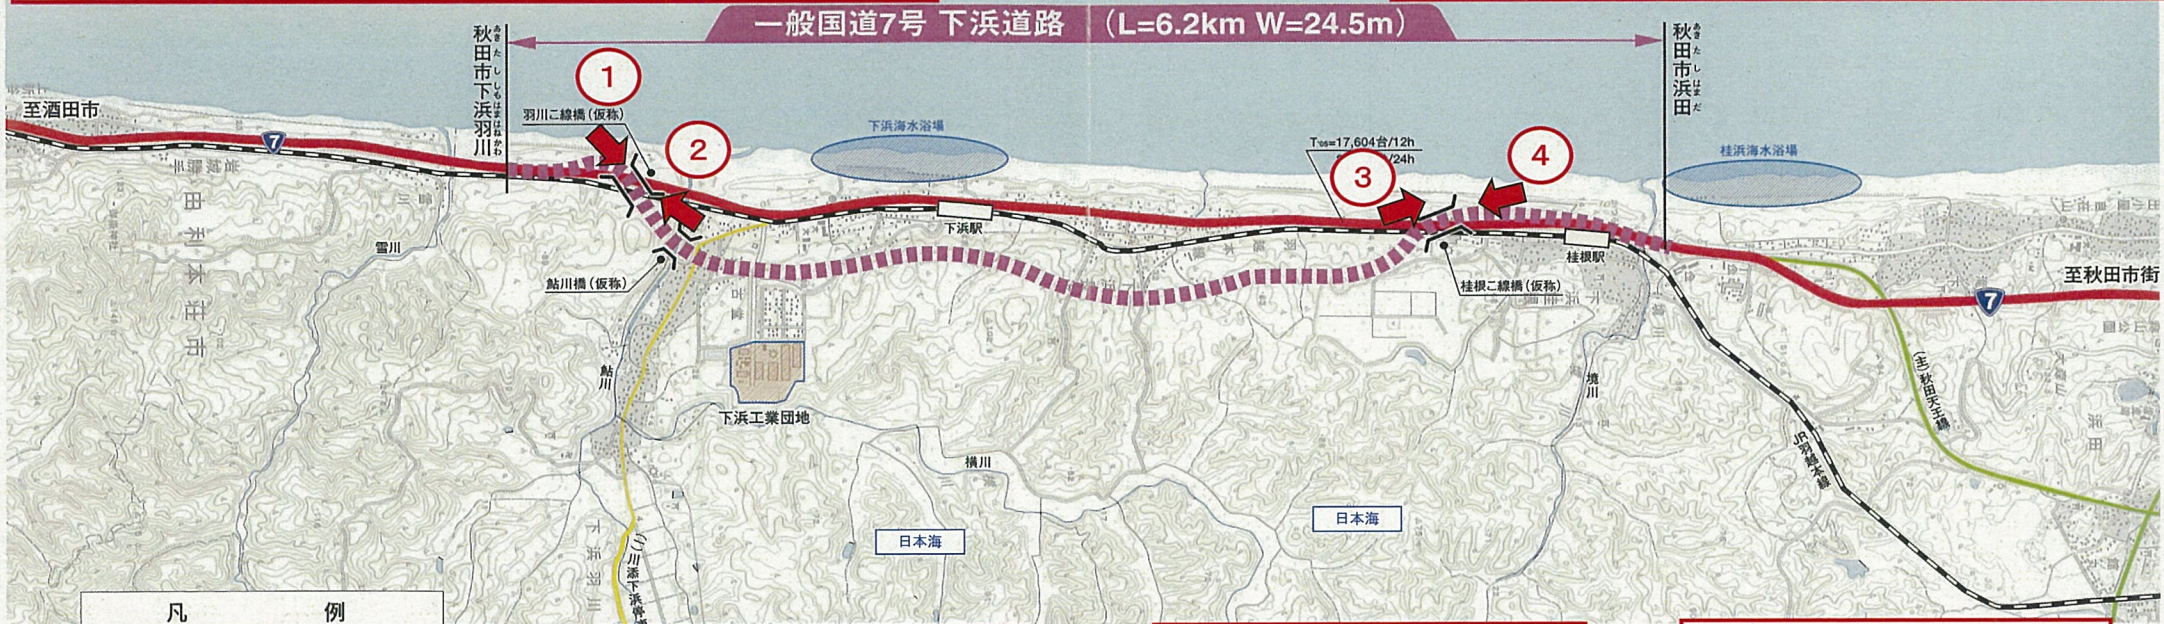 一般国道7号 下浜道路 (L=6.2km W=24.5m)
秋田市下浜羽川
あきたししもはまはねかわ
秋田市浜田
あきたしはまだ
至酒田市
7
1
羽川こ線橋(仮称)
2
下浜海水浴場
T'05=17,604台/12h
/24h
3
4
桂浜海水浴場
下浜駅
桂根駅
雪川
鮎川橋(仮称)
桂根こ線橋(仮称)
至秋田市街
7
由利本荘市
鮎川
境川
下浜工業団地
(主)秋田天王線
JR羽越本線
浜田
横川
日本海
日本海
下浜羽川
(一)川添下浜停
凡 例